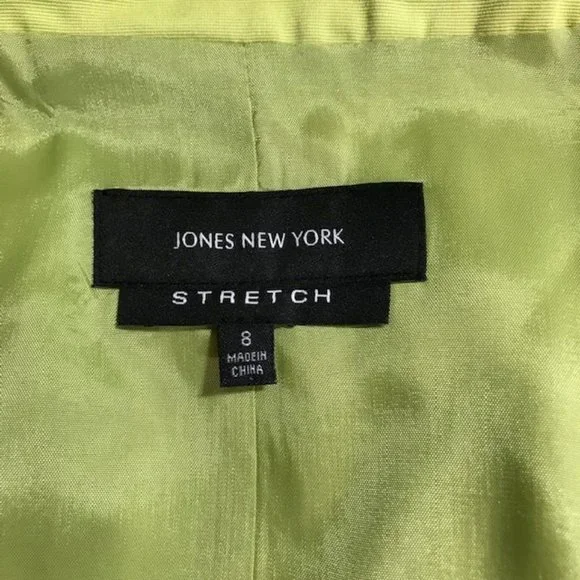 JONES NEW YORK
STRETCH
8
MADE IN
CHINA